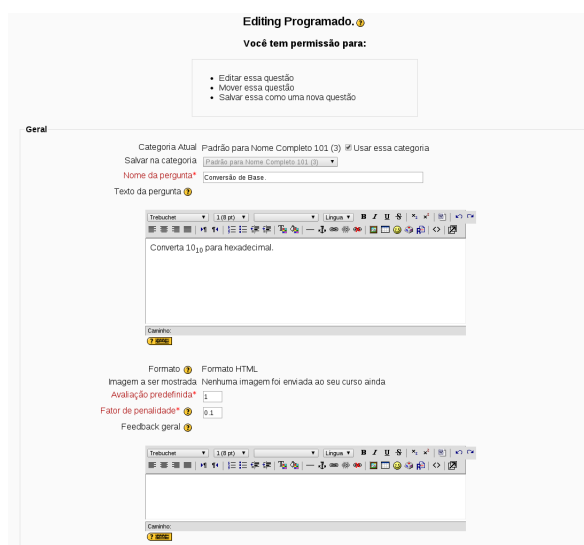 Editing Programado.
Você tem permissão para:
Editar essa questão
Mover essa questão
Salvar essa como uma nova questão
Geral
Categoria Atual Padrão para Nome Completo 101 (3) Usar essa categoria
Salvar na categoria Padrão para Nome Completo 101 (3)
Nome da pergunta* Conversão de Base.
Texto da pergunta
Trebuchet 1 (8 pt) Lingua B I U S
Converta 10₁₀ para hexadecimal.
Caminho:
Formato Formato HTML
Imagem a ser mostrada Nenhuma imagem foi enviada ao seu curso ainda
Avaliação predefinida* 1
Fator de penalidade* 0.1
Feedback geral
Trebuchet 1 (8 pt) Lingua B I U S
Caminho: